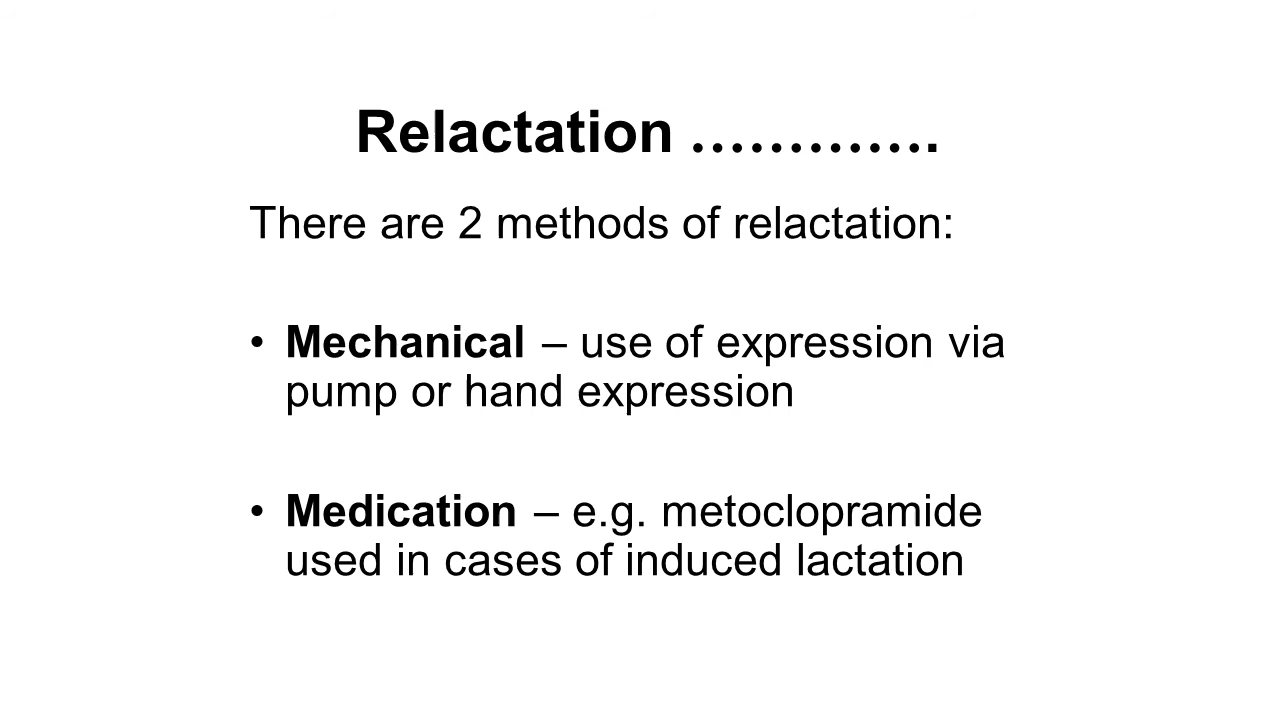 Relactation ………….
There are 2 methods of relactation:
• Mechanical – use of expression via
pump or hand expression
• Medication – e.g. metoclopramide
used in cases of induced lactation